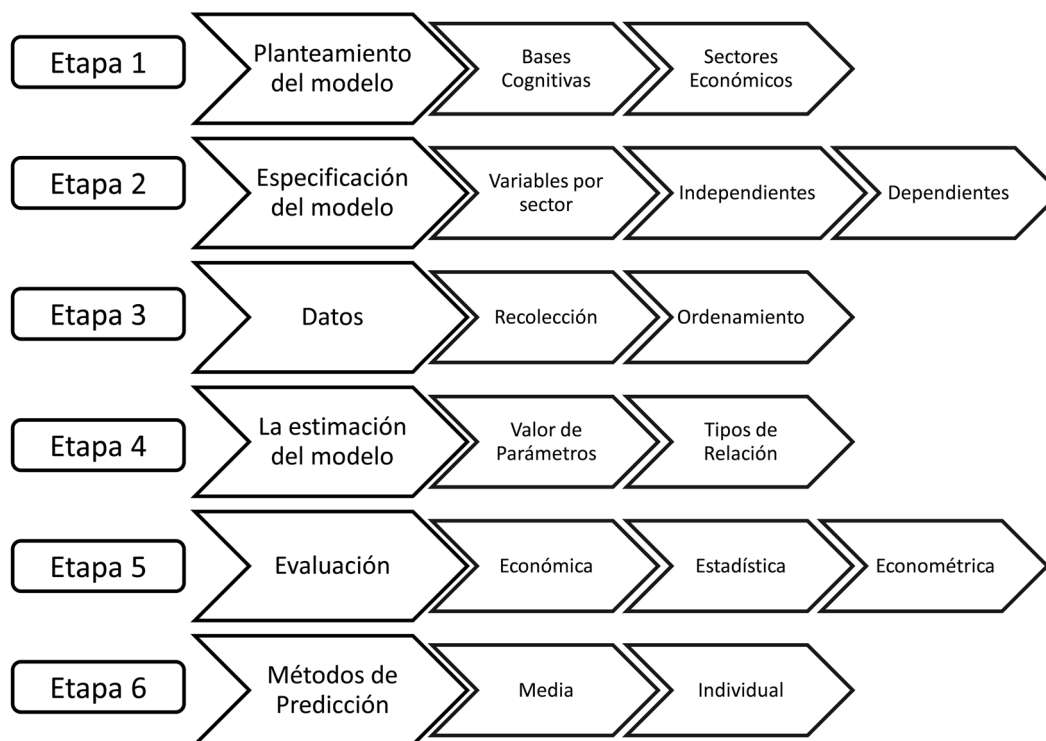 Etapa 1
Planteamiento
del modelo
Bases
Cognitivas
Sectores
Económicos
Etapa 2
Especificación
del modelo
Variables por
sector
Independientes
Dependientes
Etapa 3
Datos
Recolección
Ordenamiento
Etapa 4
La estimación
del modelo
Valor de
Parámetros
Tipos de
Relación
Etapa 5
Evaluación
Económica
Estadística
Econométrica
Etapa 6
Métodos de
Predicción
Media
Individual